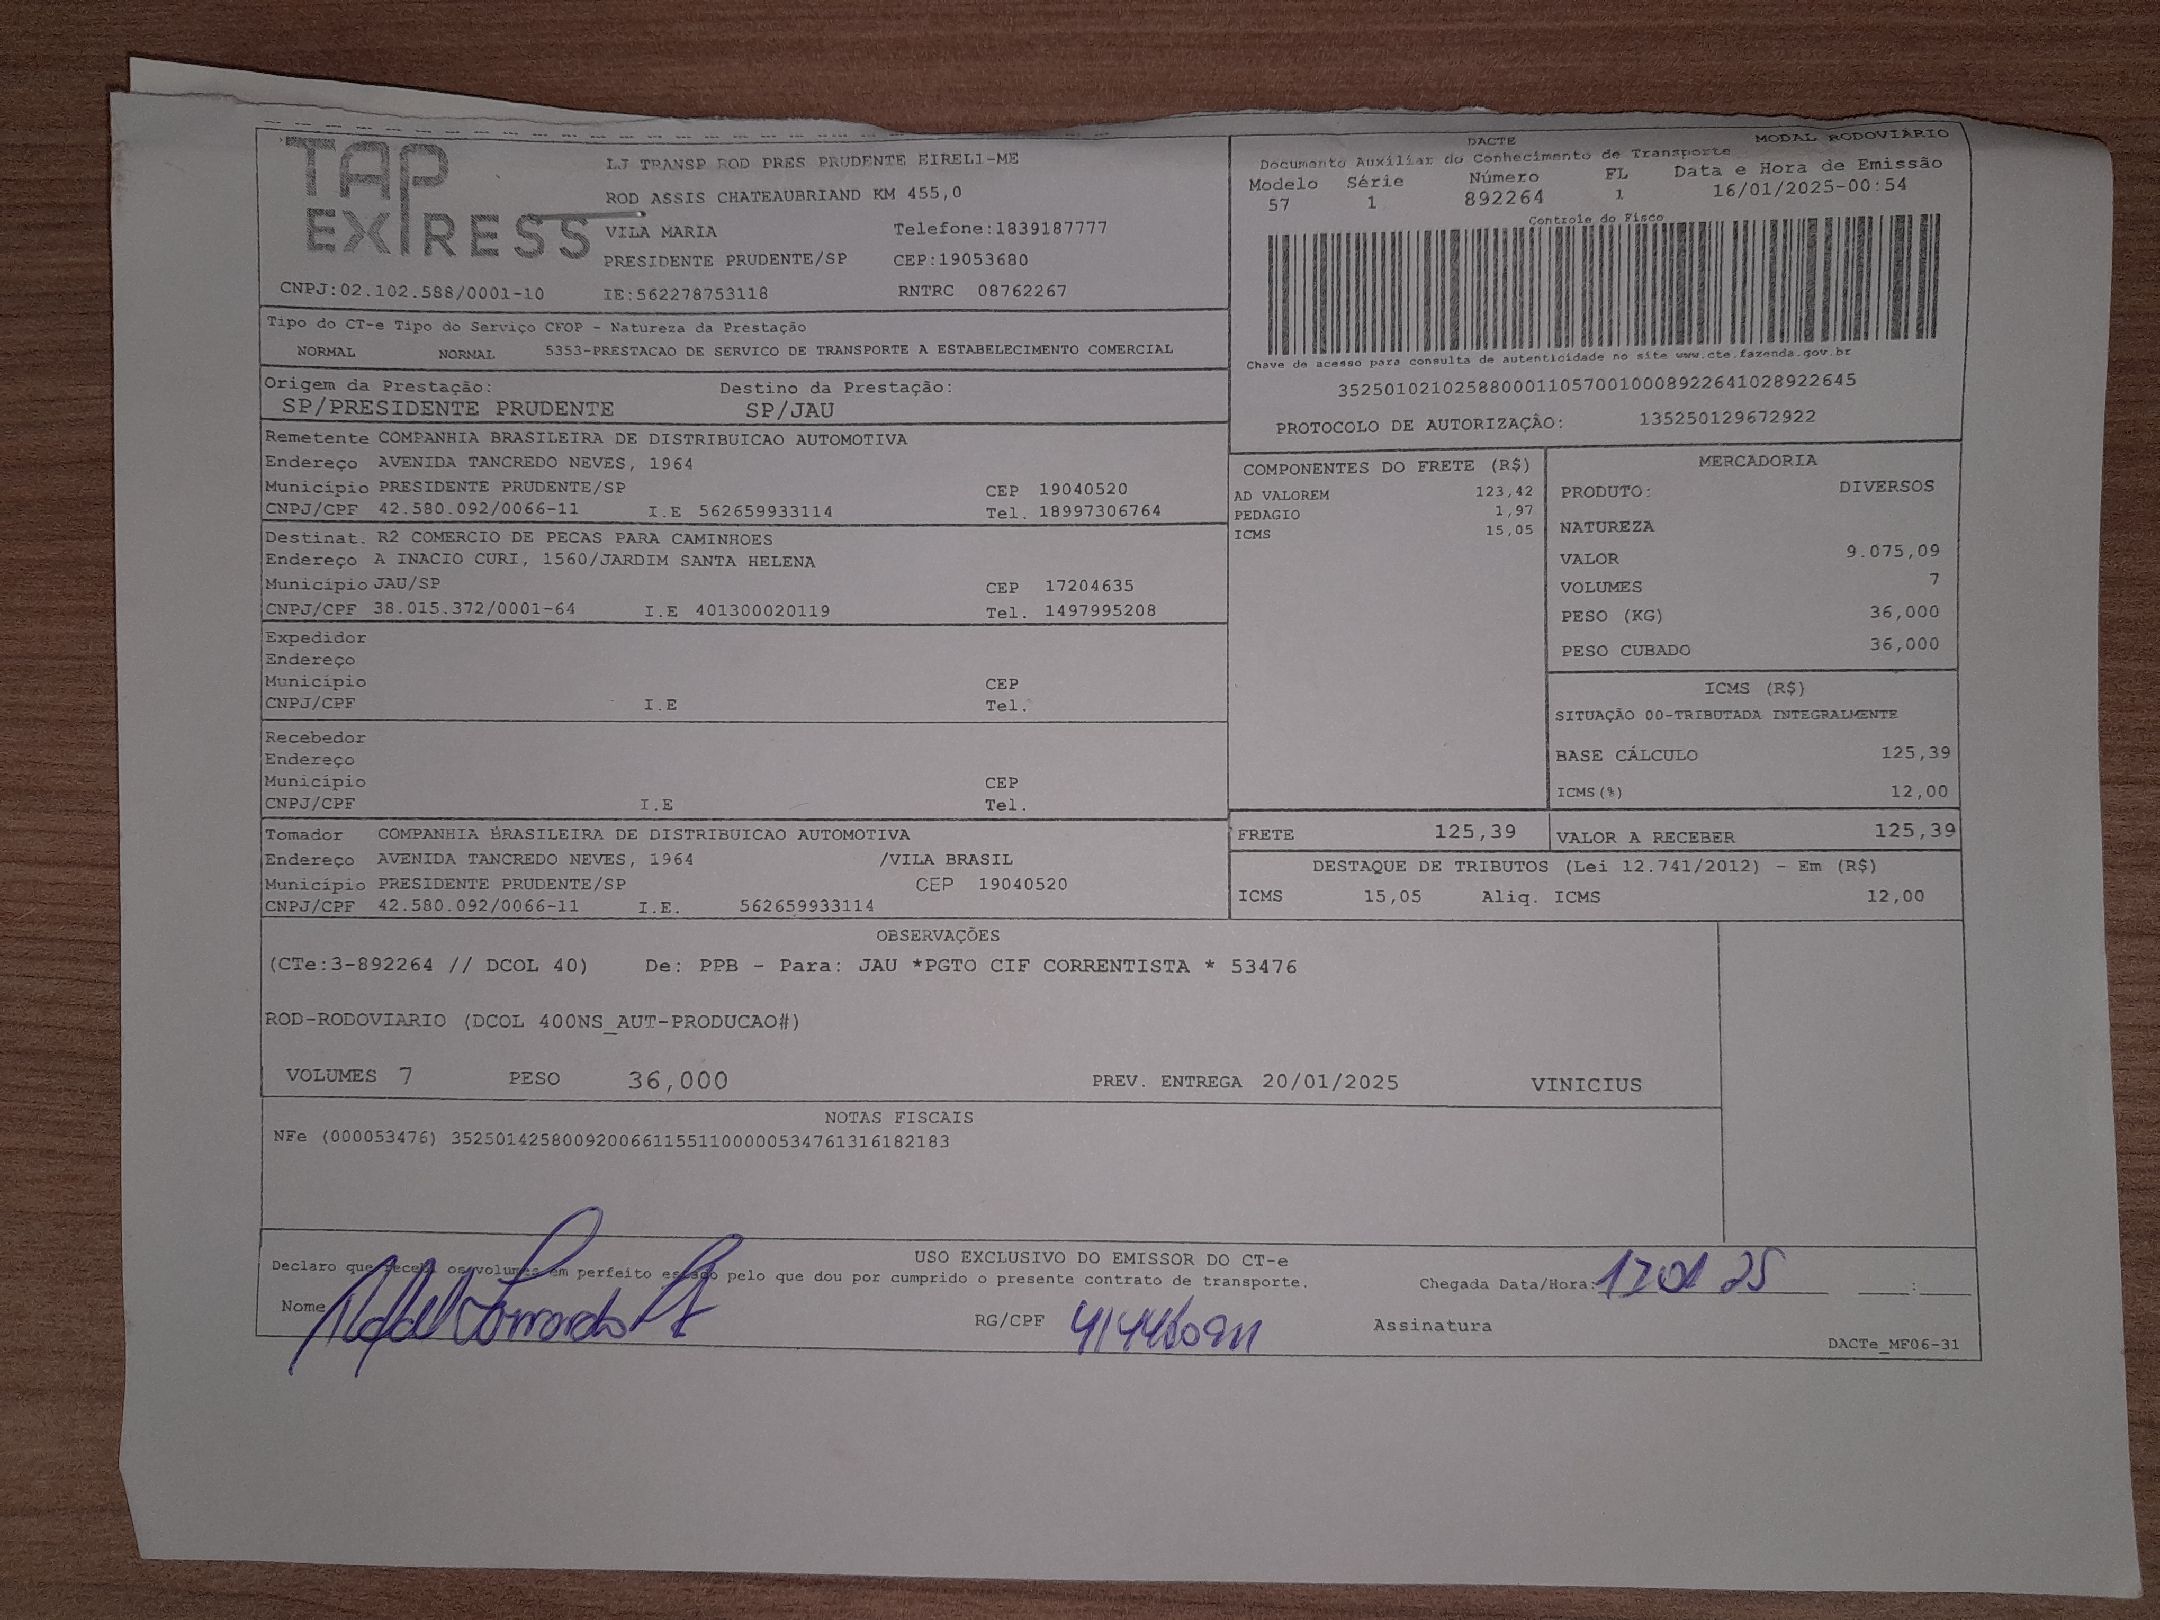 TAP
EXPRESS
LJ TRANSP ROD PRES PRUDENTE EIRELI-ME
ROD ASSIS CHATEAUBRIAND KM 455,0
VILA MARIA Telefone:1839187777
PRESIDENTE PRUDENTE/SP CEP:19053680
CNPJ:02.102.588/0001-10 IE:562278753118 RNTRC 08762267
DACTE MODAL RODOVIÁRIO
Documento Auxiliar do Conhecimento de Transporte
Modelo Série Número FL Data e Hora de Emissão
57 1 892264 1 16/01/2025-00:54
Controle do Fisco
Chave de acesso para consulta de autenticidade no site www.cte.fazenda.gov.br
35250102102588000110570010008922641028922645
PROTOCOLO DE AUTORIZAÇÃO: 135250129672922
Tipo do CT-e Tipo do Serviço CFOP - Natureza da Prestação
NORMAL NORMAL 5353-PRESTACAO DE SERVICO DE TRANSPORTE A ESTABELECIMENTO COMERCIAL
Origem da Prestação: Destino da Prestação:
SP/PRESIDENTE PRUDENTE SP/JAU
Remetente COMPANHIA BRASILEIRA DE DISTRIBUICAO AUTOMOTIVA
Endereço AVENIDA TANCREDO NEVES, 1964
Município PRESIDENTE PRUDENTE/SP CEP 19040520
CNPJ/CPF 42.580.092/0066-11 I.E 562659933114 Tel. 18997306764
Destinat. R2 COMERCIO DE PECAS PARA CAMINHOES
Endereço A INACIO CURI, 1560/JARDIM SANTA HELENA
Município JAU/SP CEP 17204635
CNPJ/CPF 38.015.372/0001-64 I.E 401300020119 Tel. 1497995208
Expedidor
Endereço
Município CEP
CNPJ/CPF I.E Tel.
Recebedor
Endereço
Município CEP
CNPJ/CPF I.E Tel.
Tomador COMPANHIA BRASILEIRA DE DISTRIBUICAO AUTOMOTIVA
Endereço AVENIDA TANCREDO NEVES, 1964 /VILA BRASIL
Município PRESIDENTE PRUDENTE/SP CEP 19040520
CNPJ/CPF 42.580.092/0066-11 I.E. 562659933114
COMPONENTES DO FRETE (R$)
AD VALOREM 123,42
PEDAGIO 1,97
ICMS 15,05
MERCADORIA
PRODUTO: DIVERSOS
NATUREZA
VALOR 9.075,09
VOLUMES 7
PESO (KG) 36,000
PESO CUBADO 36,000
ICMS (R$)
SITUAÇÃO 00-TRIBUTADA INTEGRALMENTE
BASE CÁLCULO 125,39
ICMS(%) 12,00
FRETE 125,39 VALOR A RECEBER 125,39
DESTAQUE DE TRIBUTOS (Lei 12.741/2012) - Em (R$)
ICMS 15,05 Aliq. ICMS 12,00
OBSERVAÇÕES
(CTe:3-892264 // DCOL 40) De: PPB - Para: JAU *PGTO CIF CORRENTISTA * 53476
ROD-RODOVIARIO (DCOL 400NS_AUT-PRODUCAO#)
VOLUMES 7 PESO 36,000 PREV. ENTREGA 20/01/2025 VINICIUS
NOTAS FISCAIS
NFe (000053476) 35250142580092006611551100000534761316182183
USO EXCLUSIVO DO EMISSOR DO CT-e
Declaro que recebi os volumes em perfeito estado pelo que dou por cumprido o presente contrato de transporte.
Chegada Data/Hora: 17 01 25 :
Nome RG/CPF Assinatura
DACTe_MF06-31